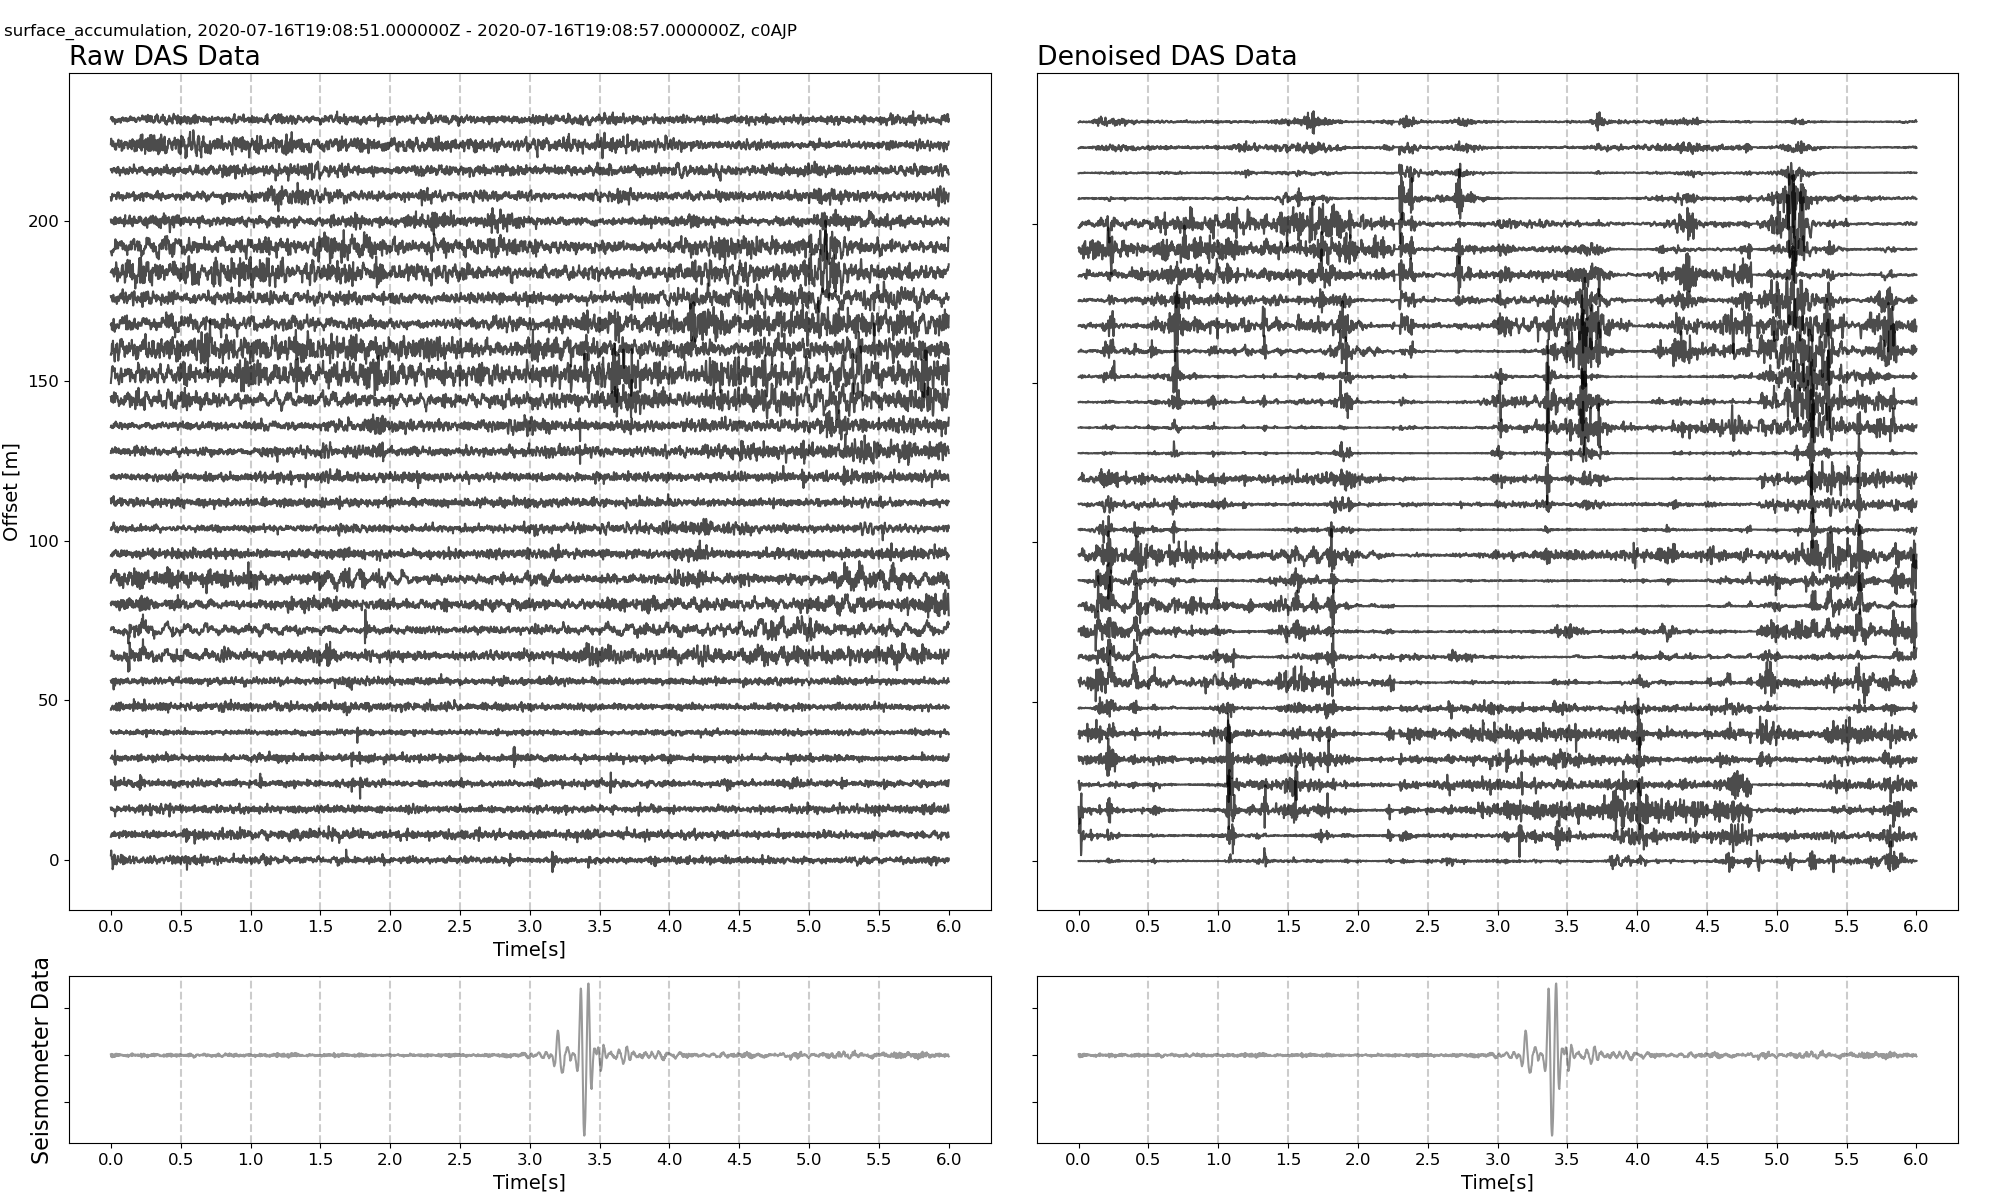 surface_accumulation, 2020-07-16T19:08:51.000000Z - 2020-07-16T19:08:57.000000Z, c0AJP
Raw DAS Data
Denoised DAS Data
Offset [m]
200
150
100
50
0
0.0 0.5 1.0 1.5 2.0 2.5 3.0 3.5 4.0 4.5 5.0 5.5 6.0
Time[s]
0.0 0.5 1.0 1.5 2.0 2.5 3.0 3.5 4.0 4.5 5.0 5.5 6.0
Seismometer Data
0.0 0.5 1.0 1.5 2.0 2.5 3.0 3.5 4.0 4.5 5.0 5.5 6.0
Time[s]
0.0 0.5 1.0 1.5 2.0 2.5 3.0 3.5 4.0 4.5 5.0 5.5 6.0
Time[s]